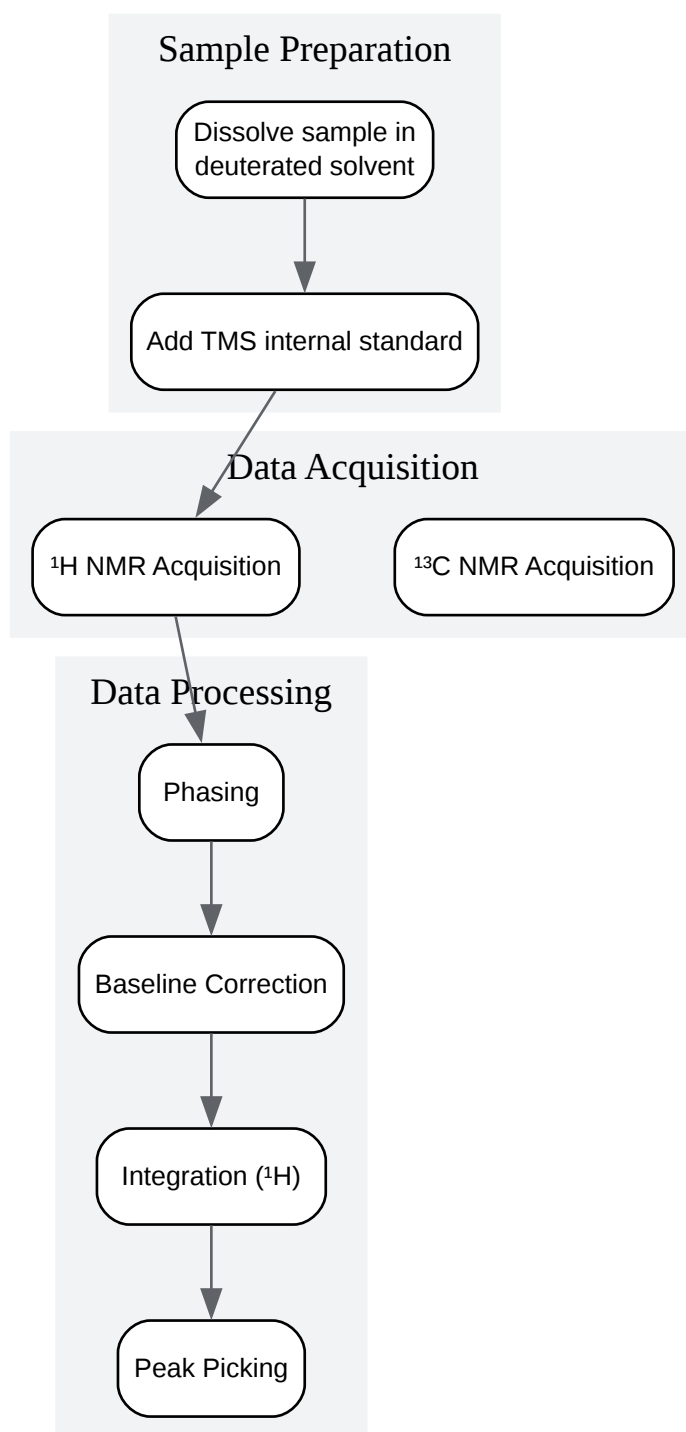 Sample Preparation
Dissolve sample in
deuterated solvent
Add TMS internal standard
Data Acquisition
¹H NMR Acquisition
¹³C NMR Acquisition
Data Processing
Phasing
Baseline Correction
Integration (¹H)
Peak Picking